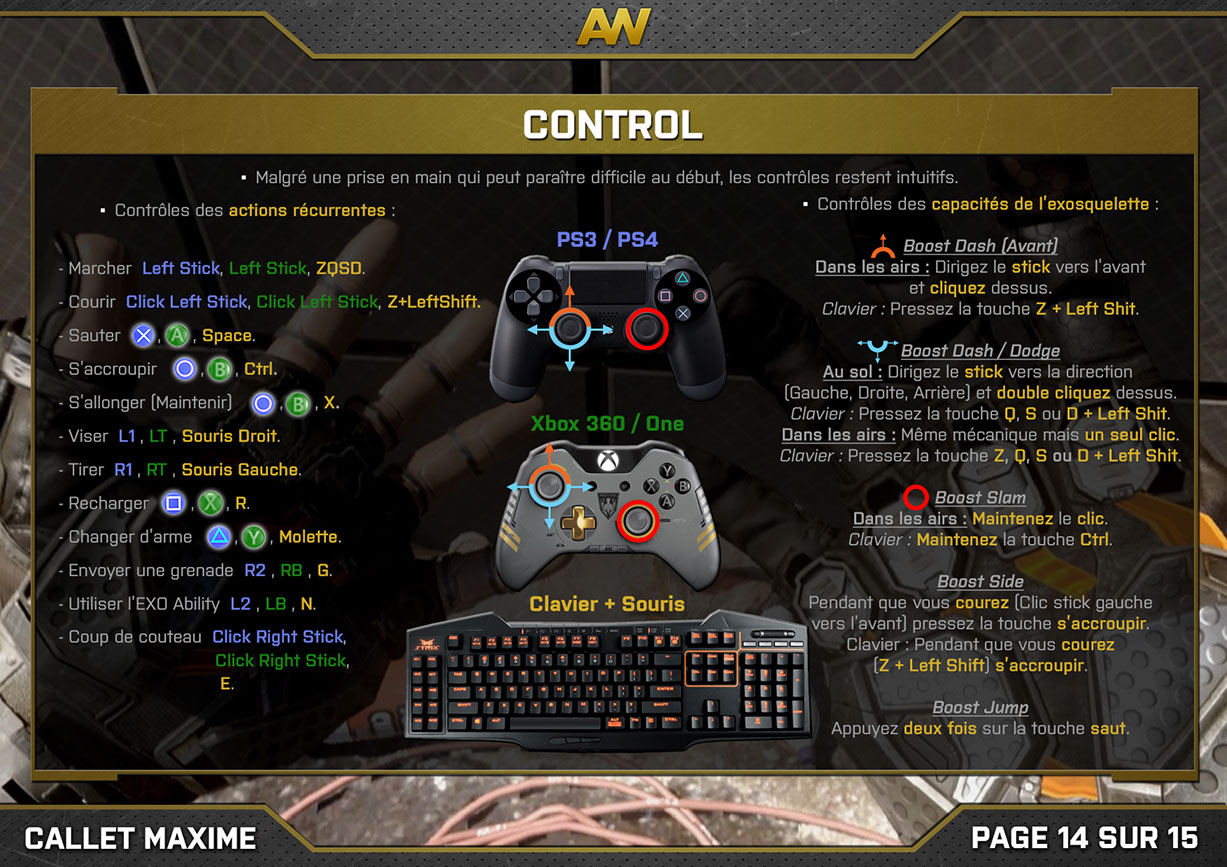 AW
CONTROL
▪ Malgré une prise en main qui peut paraître difficile au début, les contrôles restent intuitifs.
▪ Contrôles des actions récurrentes :
- Marcher Left Stick, Left Stick, ZQSD.
- Courir Click Left Stick, Click Left Stick, Z+LeftShift.
- Sauter X, A, Space.
- S'accroupir O, B, Ctrl.
- S'allonger (Maintenir) O, B, X.
- Viser L1 , LT , Souris Droit.
- Tirer R1 , RT , Souris Gauche.
- Recharger □, X, R.
- Changer d'arme △, Y, Molette.
- Envoyer une grenade R2 , RB , G.
- Utiliser l'EXO Ability L2 , LB , N.
- Coup de couteau Click Right Stick,
Click Right Stick,
E.
PS3 / PS4
Xbox 360 / One
Y
X B
A
Clavier + Souris
STRIX
▪ Contrôles des capacités de l'exosquelette :
Boost Dash (Avant)
Dans les airs : Dirigez le stick vers l'avant
et cliquez dessus.
Clavier : Pressez la touche Z + Left Shit.
Boost Dash / Dodge
Au sol : Dirigez le stick vers la direction
(Gauche, Droite, Arrière) et double cliquez dessus.
Clavier : Pressez la touche Q, S ou D + Left Shit.
Dans les airs : Même mécanique mais un seul clic.
Clavier : Pressez la touche Z, Q, S ou D + Left Shit.
Boost Slam
Dans les airs : Maintenez le clic.
Clavier : Maintenez la touche Ctrl.
Boost Side
Pendant que vous courez (Clic stick gauche
vers l'avant) pressez la touche s'accroupir.
Clavier : Pendant que vous courez
(Z + Left Shift) s'accroupir.
Boost Jump
Appuyez deux fois sur la touche saut.
CALLET MAXIME
PAGE 14 SUR 15